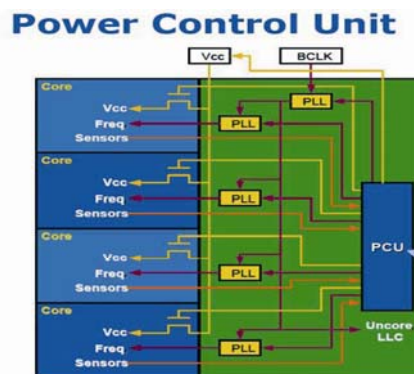 Power Control Unit
Vcc
BCLK
Core
Vcc
Freq
Sensors
PLL
PLL
Core
Vcc
Freq
Sensors
PLL
PCU
Core
Vcc
Freq
Sensors
PLL
Core
Vcc
Freq
Sensors
PLL
Uncore
LLC